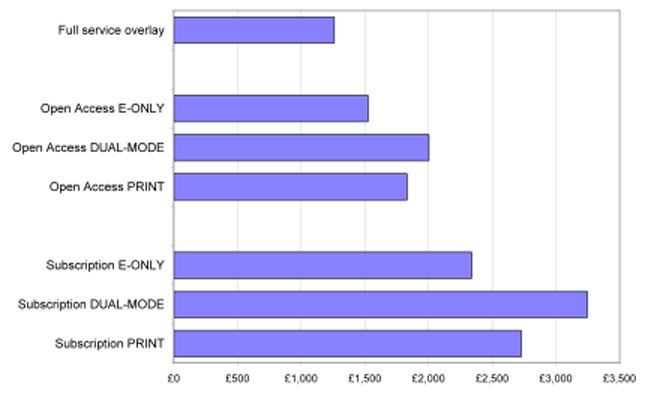 Full service overlay
Open Access E-ONLY
Open Access DUAL-MODE
Open Access PRINT
Subscription E-ONLY
Subscription DUAL-MODE
Subscription PRINT
£0 £500 £1,000 £1,500 £2,000 £2,500 £3,000 £3,500